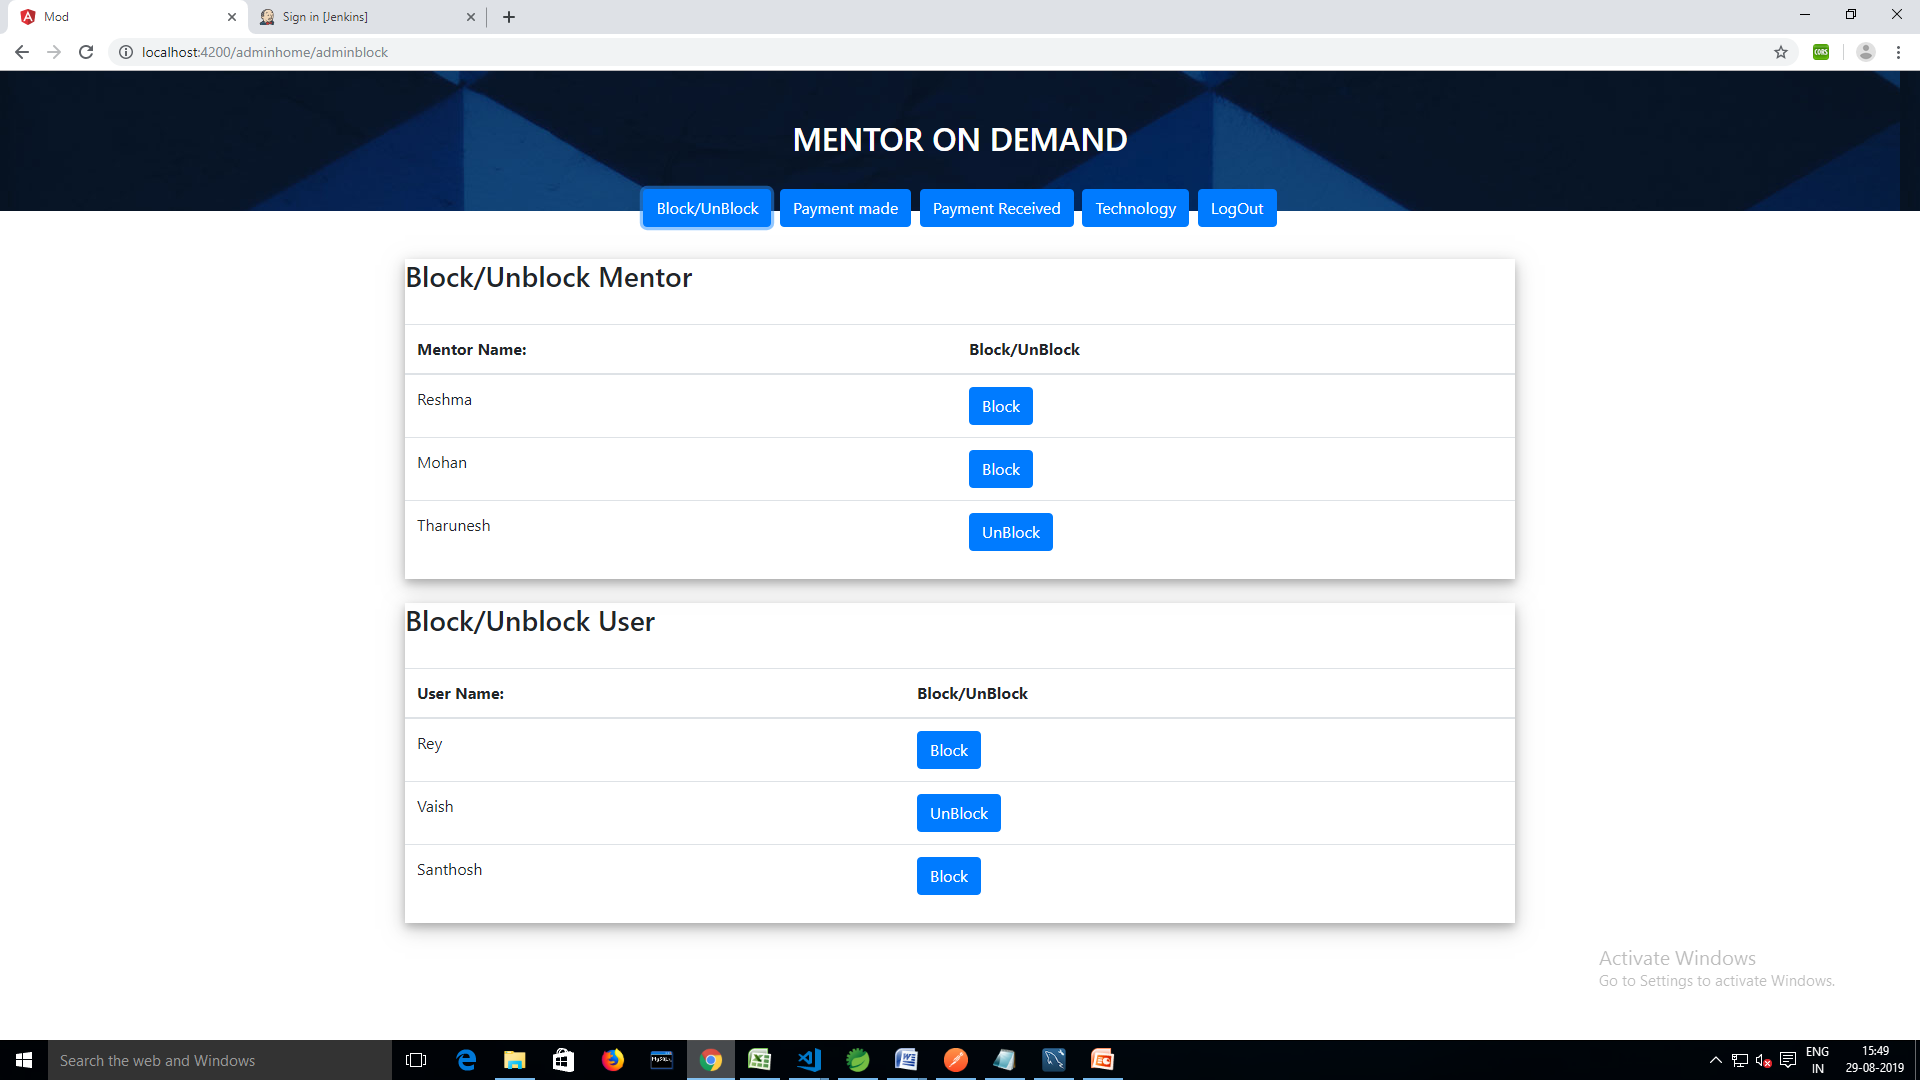 Mod
Sign in [Jenkins]
localhost:4200/adminhome/adminblock
CORS
MENTOR ON DEMAND
Block/UnBlock Payment made Payment Received Technology LogOut
Block/Unblock Mentor
Mentor Name: Block/UnBlock
Reshma Block
Mohan Block
Tharunesh UnBlock
Block/Unblock User
User Name: Block/UnBlock
Rey Block
Vaish UnBlock
Santhosh Block
Activate Windows
Go to Settings to activate Windows.
Search the web and Windows
ENG
IN
15:49
29-08-2019